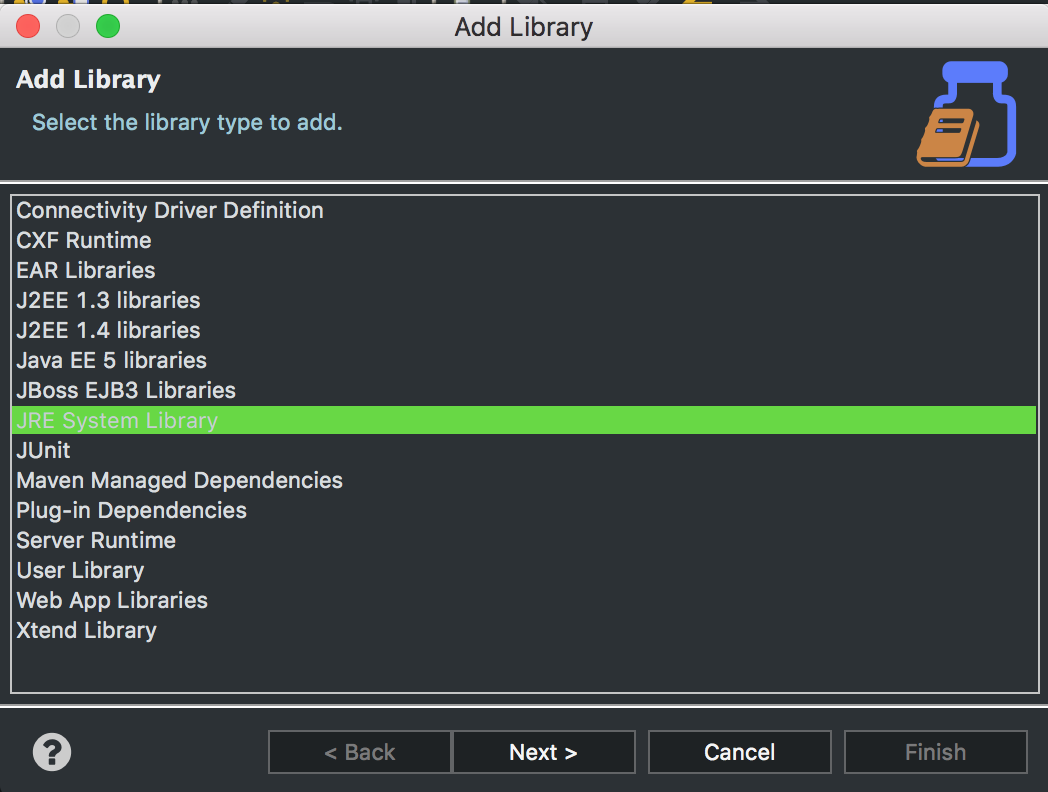 Add Library
Add Library
Select the library type to add.
Connectivity Driver Definition
CXF Runtime
EAR Libraries
J2EE 1.3 libraries
J2EE 1.4 libraries
Java EE 5 libraries
JBoss EJB3 Libraries
JRE System Library
JUnit
Maven Managed Dependencies
Plug-in Dependencies
Server Runtime
User Library
Web App Libraries
Xtend Library
? < Back Next > Cancel Finish